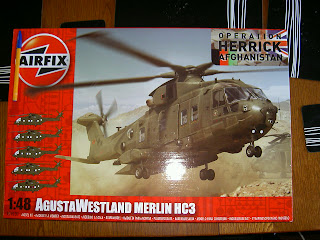 AIRFIX
OPERATION
HERRICK
AFGHANISTAN
1:48 AGUSTAWESTLAND MERLIN HC3